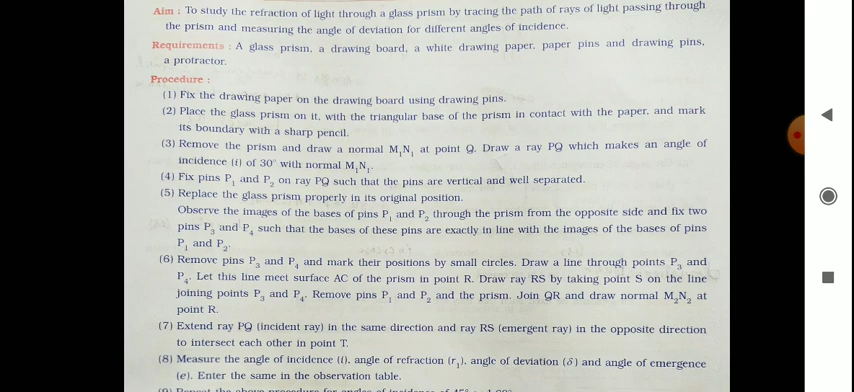 Aim : To study the refraction of light through a glass prism by tracing the path of rays of light passing through
the prism and measuring the angle of deviation for different angles of incidence.
Requirements : A glass prism, a drawing board, a white drawing paper, paper pins and drawing pins,
a protractor.
Procedure :
(1) Fix the drawing paper on the drawing board using drawing pins.
(2) Place the glass prism on it, with the triangular base of the prism in contact with the paper, and mark
its boundary with a sharp pencil.
(3) Remove the prism and draw a normal M₁N₁ at point Q. Draw a ray PQ which makes an angle of
incidence (i) of 30° with normal M₁N₁.
(4) Fix pins P₁ and P₂ on ray PQ such that the pins are vertical and well separated.
(5) Replace the glass prism properly in its original position.
Observe the images of the bases of pins P₁ and P₂ through the prism from the opposite side and fix two
pins P₃ and P₄ such that the bases of these pins are exactly in line with the images of the bases of pins
P₁ and P₂.
(6) Remove pins P₃ and P₄ and mark their positions by small circles. Draw a line through points P₃ and
P₄. Let this line meet surface AC of the prism in point R. Draw ray RS by taking point S on the line
joining points P₃ and P₄. Remove pins P₁ and P₂ and the prism. Join QR and draw normal M₂N₂ at
point R.
(7) Extend ray PQ (incident ray) in the same direction and ray RS (emergent ray) in the opposite direction
to intersect each other in point T.
(8) Measure the angle of incidence (i), angle of refraction (r₁), angle of deviation (δ) and angle of emergence
(e). Enter the same in the observation table.
(9) Repeat the above procedure for angles of incidence of 45°